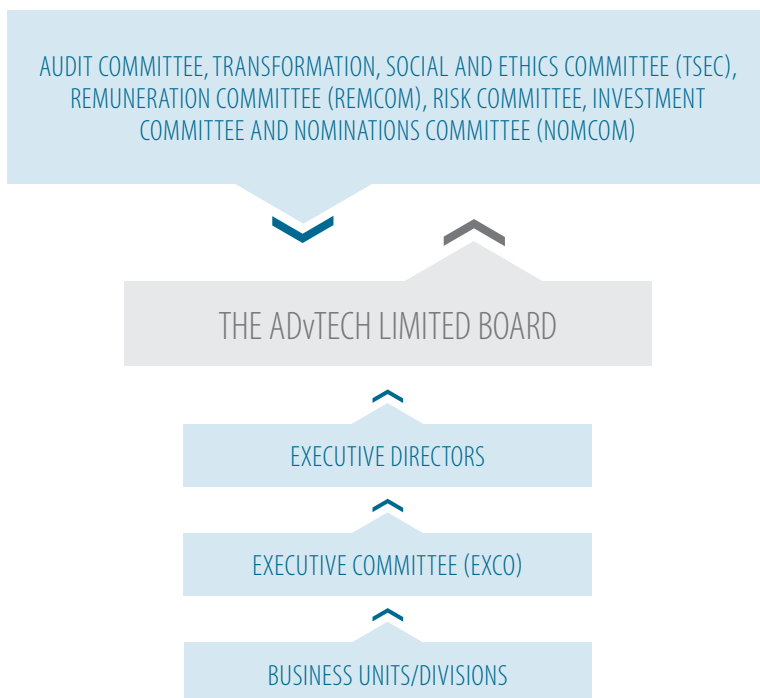 AUDIT COMMITTEE, TRANSFORMATION, SOCIAL AND ETHICS COMMITTEE (TSEC),
REMUNERATION COMMITTEE (REMCOM), RISK COMMITTEE, INVESTMENT
COMMITTEE AND NOMINATIONS COMMITTEE (NOMCOM)
THE ADvTECH LIMITED BOARD
EXECUTIVE DIRECTORS
EXECUTIVE COMMITTEE (EXCO)
BUSINESS UNITS/DIVISIONS